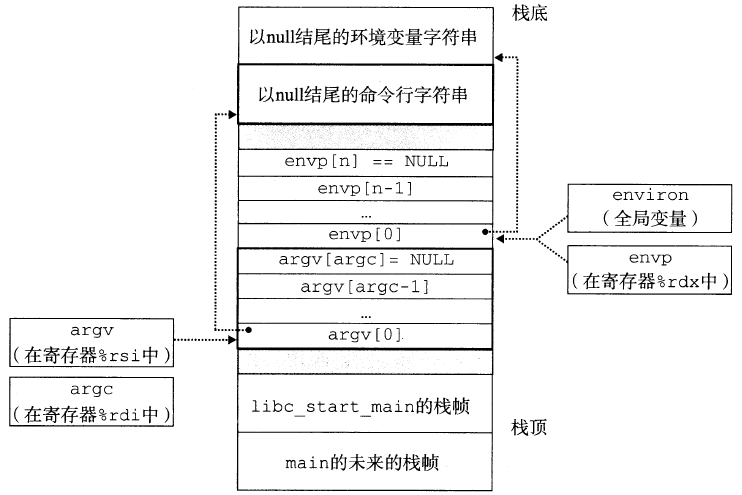 栈底
以null结尾的环境变量字符串
以null结尾的命令行字符串
envp[n] == NULL
envp[n-1]
…
envp[0]
environ
（全局变量）
envp
（在寄存器%rdx中）
argv[argc]= NULL
argv[argc-1]
…
argv[0]
argv
（在寄存器%rsi中）
argc
（在寄存器%rdi中）
libc_start_main的栈帧
栈顶
main的未来的栈帧